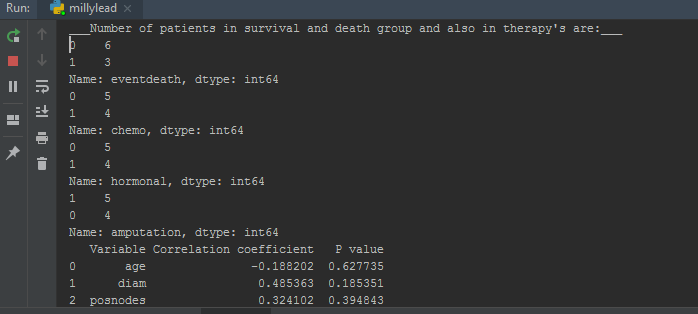 Run: millylead ×
___Number of patients in survival and death group and also in therapy's are:___
0 6
1 3
Name: eventdeath, dtype: int64
0 5
1 4
Name: chemo, dtype: int64
0 5
1 4
Name: hormonal, dtype: int64
1 5
0 4
Name: amputation, dtype: int64
Variable Correlation coefficient P value
0 age -0.188202 0.627735
1 diam 0.485363 0.185351
2 posnodes 0.324102 0.394843